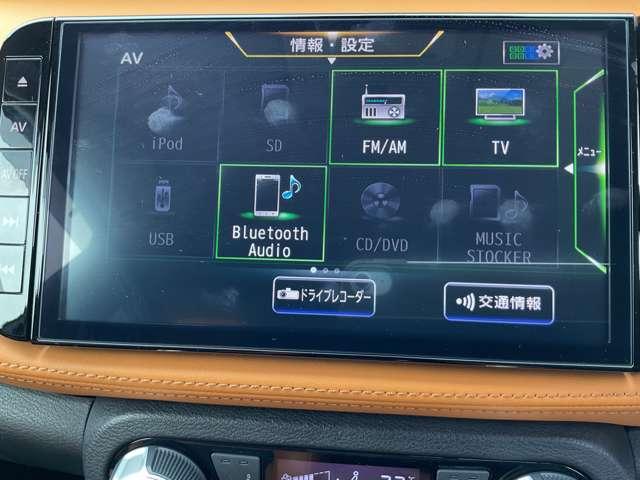 情報・設定
AV
iPod
SD
FM/AM
TV
メニュー
USB
Bluetooth
Audio
CD/DVD
MUSIC
STOCKER
ドライブレコーダー
交通情報
AV
AV OFF